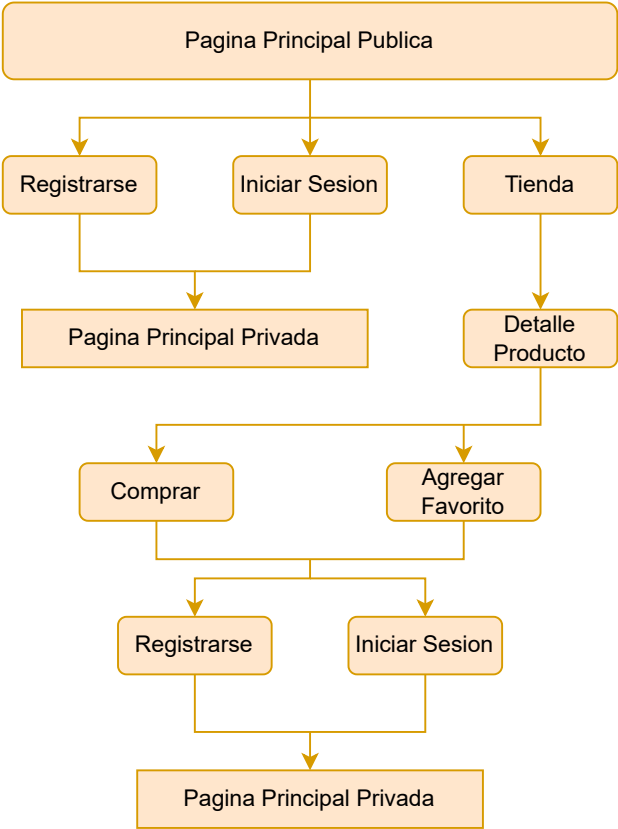 Pagina Principal Publica
Registrarse
Iniciar Sesion
Tienda
Pagina Principal Privada
Detalle
Producto
Comprar
Agregar
Favorito
Registrarse
Iniciar Sesion
Pagina Principal Privada